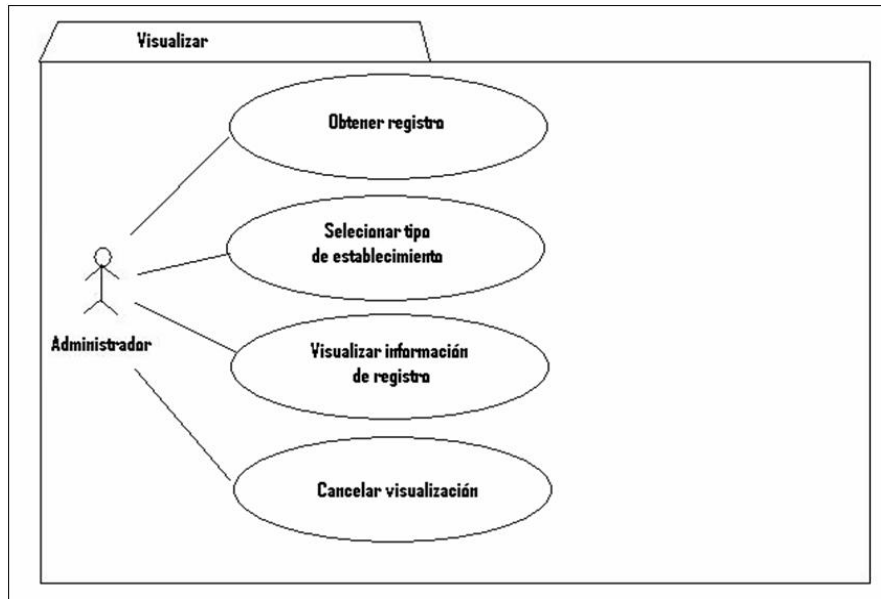 Visualizar
Obtener registro
Selecionar tipo
de establecimiento
Administrador
Visualizar información
de registro
Cancelar visualización